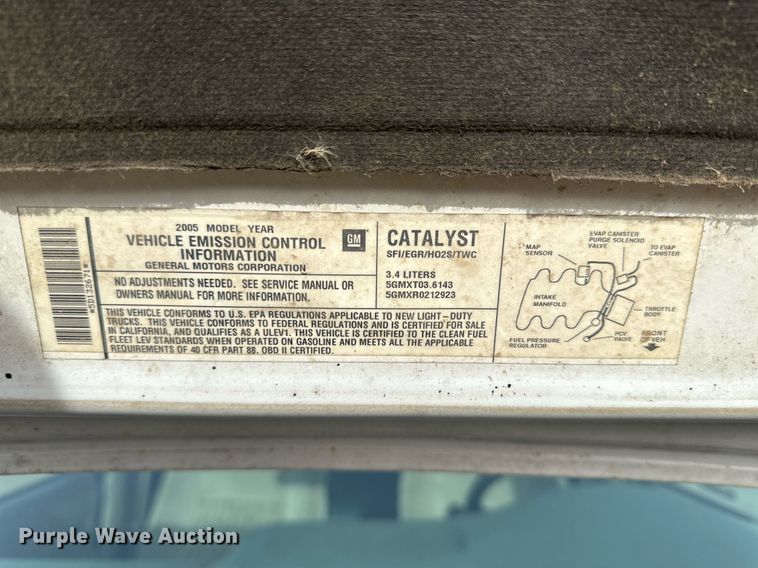 *5D132671*
2005 MODEL YEAR
VEHICLE EMISSION CONTROL
INFORMATION
GENERAL MOTORS CORPORATION
GM
CATALYST
SFI/EGR/HO2S/TWC
NO ADJUSTMENTS NEEDED. SEE SERVICE MANUAL OR
OWNERS MANUAL FOR MORE INFORMATION.
3.4 LITERS
5GMXT03.6143
5GMXR0212923
THIS VEHICLE CONFORMS TO U.S. EPA REGULATIONS APPLICABLE TO NEW LIGHT-DUTY
TRUCKS. THIS VEHICLE CONFORMS TO FEDERAL REGULATIONS AND IS CERTIFIED FOR SALE
IN CALIFORNIA, AND QUALIFIES AS A ULEV1. THIS VEHICLE IS CERTIFIED TO THE CLEAN FUEL
FLEET LEV STANDARDS WHEN OPERATED ON GASOLINE AND MEETS ALL THE APPLICABLE
REQUIREMENTS OF 40 CFR PART 88. OBD II CERTIFIED.
MAP
SENSOR
EVAP CANISTER
PURGE SOLENOID
VALVE
TO EVAP
CANISTER
INTAKE
MANIFOLD
THROTTLE
BODY
FUEL PRESSURE
REGULATOR
PCV
VALVE
FRONT
OF VEH
Purple Wave Auction